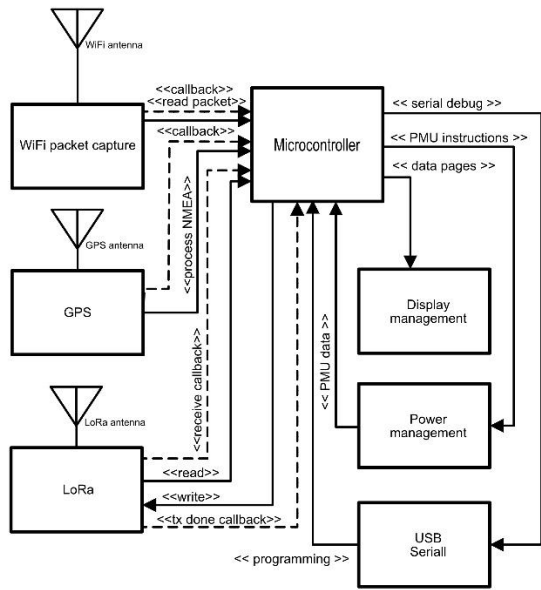 WiFi antenna
<<callback>>
<<read packet>>
<< serial debug >>
<<callback>>
WiFi packet capture
Microcontroller
<< PMU instructions >>
<< data pages >>
<<process NMEA>>
GPS antenna
GPS
Display
management
<<receive callback>>
<< PMU data >>
LoRa antenna
Power
management
<<read>>
LoRa
<<write>>
<<tx done callback>>
USB
Seriall
<< programming >>